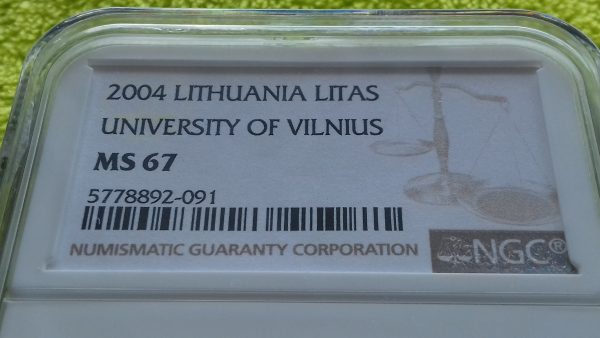 2004 LITHUANIA LITAS
UNIVERSITY OF VILNIUS
MS 67
5778892-091
NUMISMATIC GUARANTY CORPORATION
NGC®